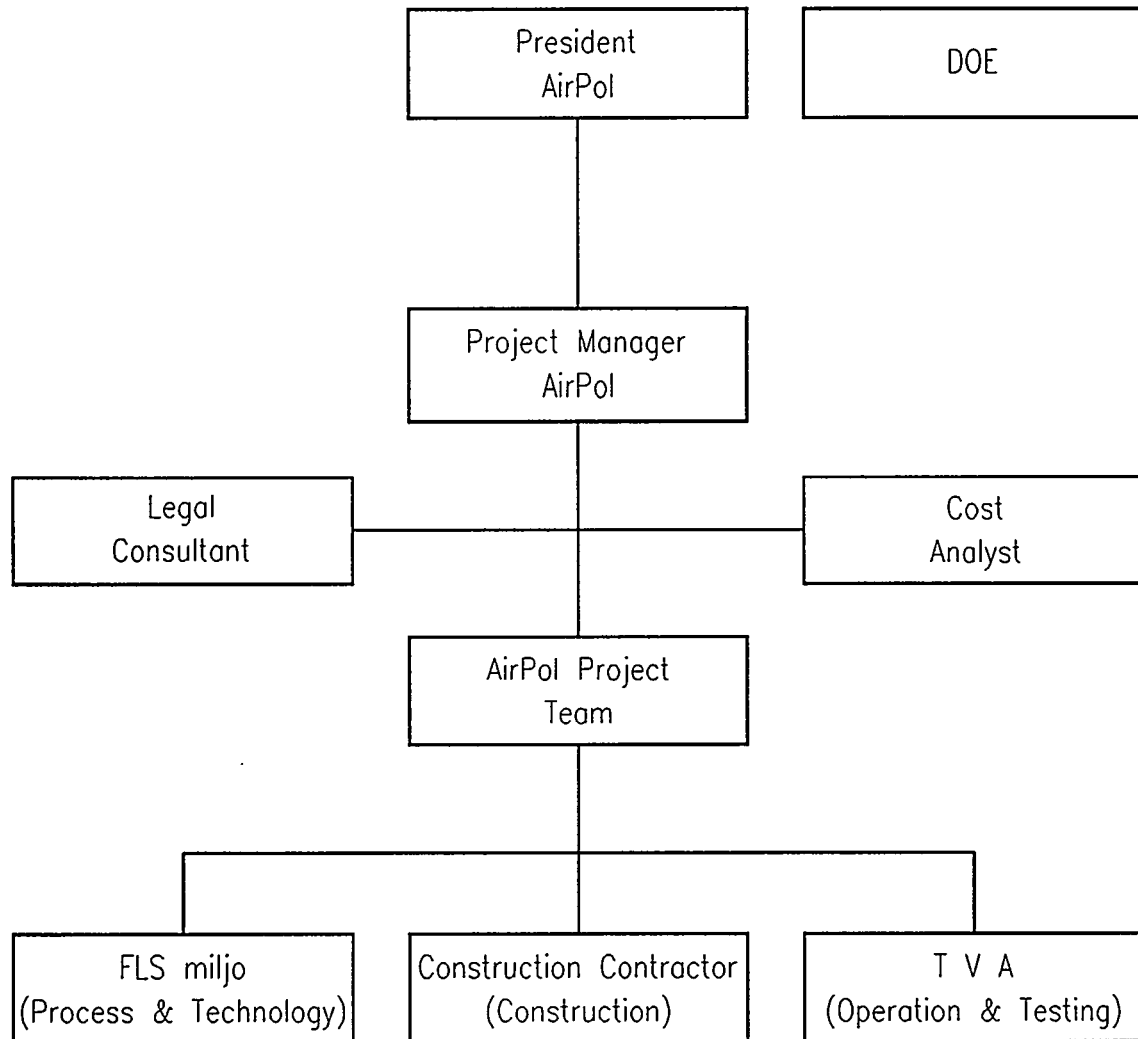 President
AirPol
DOE
Project Manager
AirPol
Legal
Consultant
Cost
Analyst
AirPol Project
Team
FLS miljo
(Process & Technology)
Construction Contractor
(Construction)
T V A
(Operation & Testing)